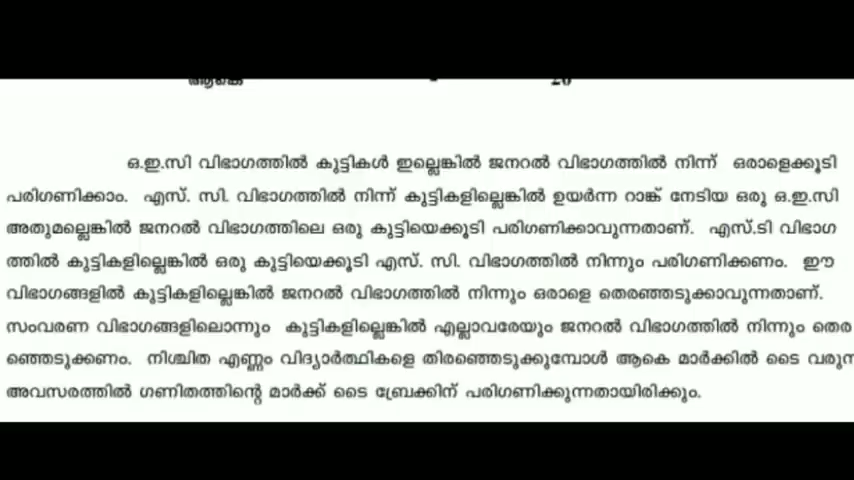 ആകെ - 20
ഒ.ഇ.സി വിഭാഗത്തിൽ കുട്ടികൾ ഇല്ലെങ്കിൽ ജനറൽ വിഭാഗത്തിൽ നിന്ന് ഒരാളെക്കൂടി
പരിഗണിക്കാം. എസ്. സി. വിഭാഗത്തിൽ നിന്ന് കുട്ടികളില്ലെങ്കിൽ ഉയർന്ന റാങ്ക് നേടിയ ഒരു ഒ.ഇ.സി
അതുമല്ലെങ്കിൽ ജനറൽ വിഭാഗത്തിലെ ഒരു കുട്ടിയെക്കൂടി പരിഗണിക്കാവുന്നതാണ്. എസ്.ടി വിഭാഗ
ത്തിൽ കുട്ടികളില്ലെങ്കിൽ ഒരു കുട്ടിയെക്കൂടി എസ്. സി. വിഭാഗത്തിൽ നിന്നും പരിഗണിക്കണം. ഈ
വിഭാഗങ്ങളിൽ കുട്ടികളില്ലെങ്കിൽ ജനറൽ വിഭാഗത്തിൽ നിന്നും ഒരാളെ തെരഞ്ഞടുക്കാവുന്നതാണ്.
സംവരണ വിഭാഗങ്ങളിലൊന്നും കുട്ടികളില്ലെങ്കിൽ എല്ലാവരേയും ജനറൽ വിഭാഗത്തിൽ നിന്നും തെര
ഞ്ഞെടുക്കണം. നിശ്ചിത എണ്ണം വിദ്യാർത്ഥികളെ തിരഞ്ഞെടുക്കുമ്പോൾ ആകെ മാർക്കിൽ ടൈ വരുന്ന
അവസരത്തിൽ ഗണിതത്തിന്റെ മാർക്ക് ടൈ ബ്രേക്കിന് പരിഗണിക്കുന്നതായിരിക്കും.